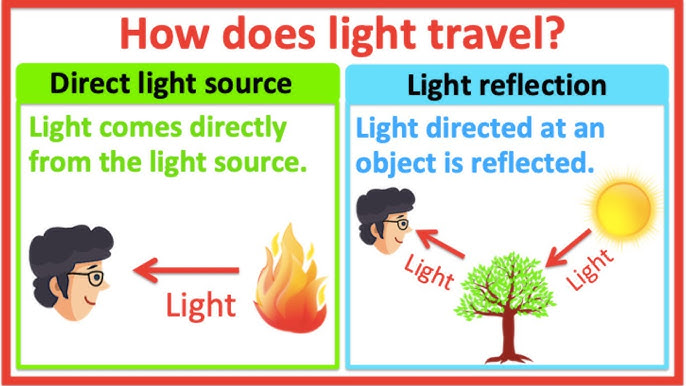 How does light travel?
Direct light source
Light comes directly
from the light source.
Light
Light reflection
Light directed at an
object is reflected.
Light
Light